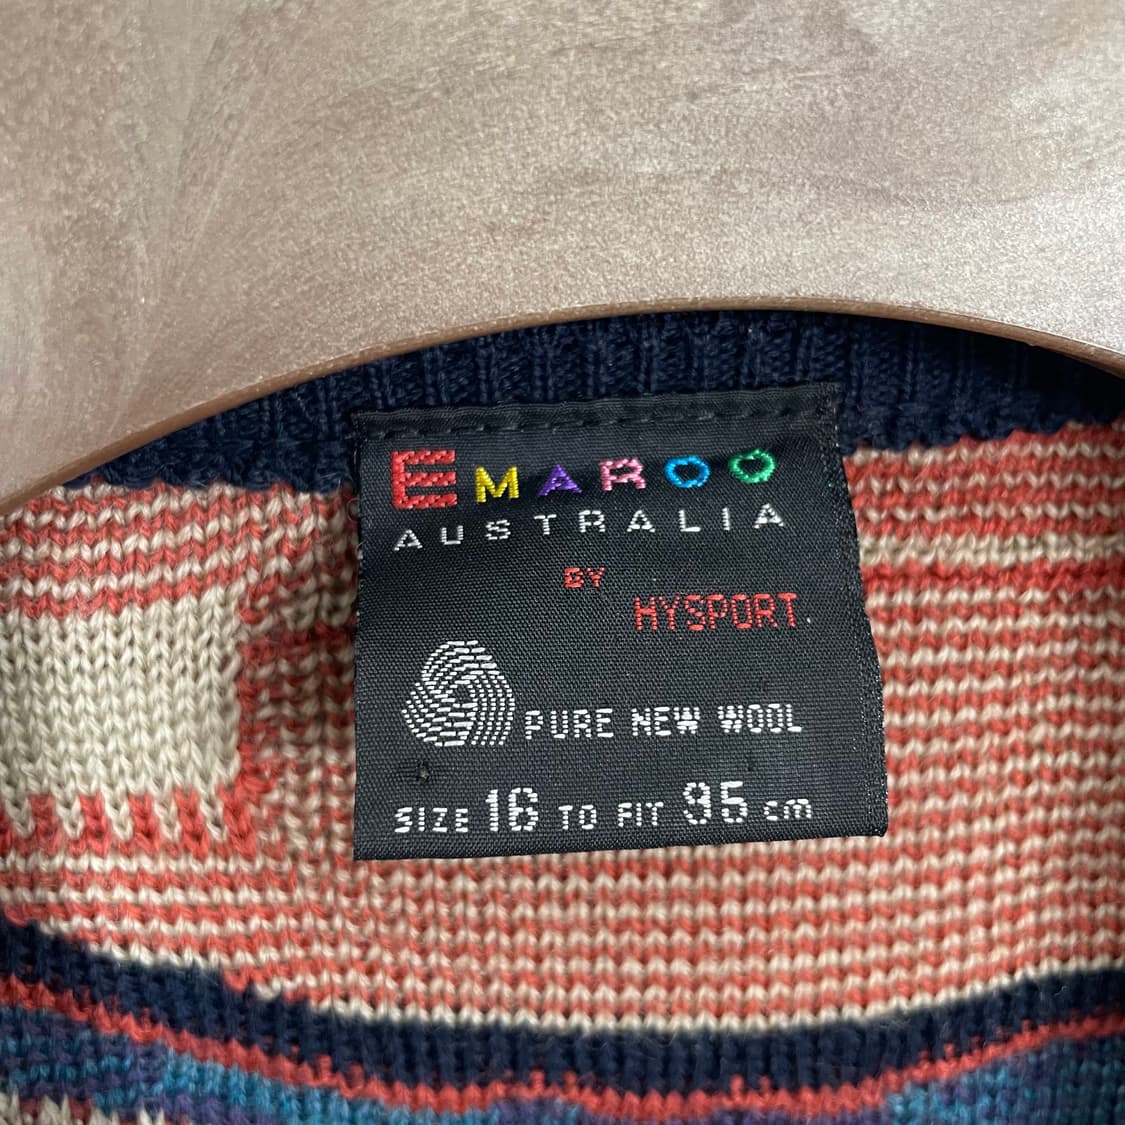 EMAROO
AUSTRALIA
BY
HYSPORT
PURE NEW WOOL
SIZE 16 TO FIT 95 cm